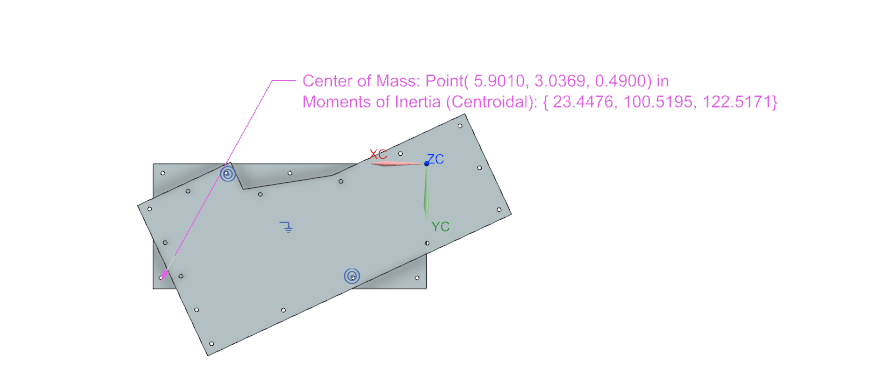 Center of Mass: Point( 5.9010, 3.0369, 0.4900) in
Moments of Inertia (Centroidal): { 23.4476, 100.5195, 122.5171}
XC
ZC
YC